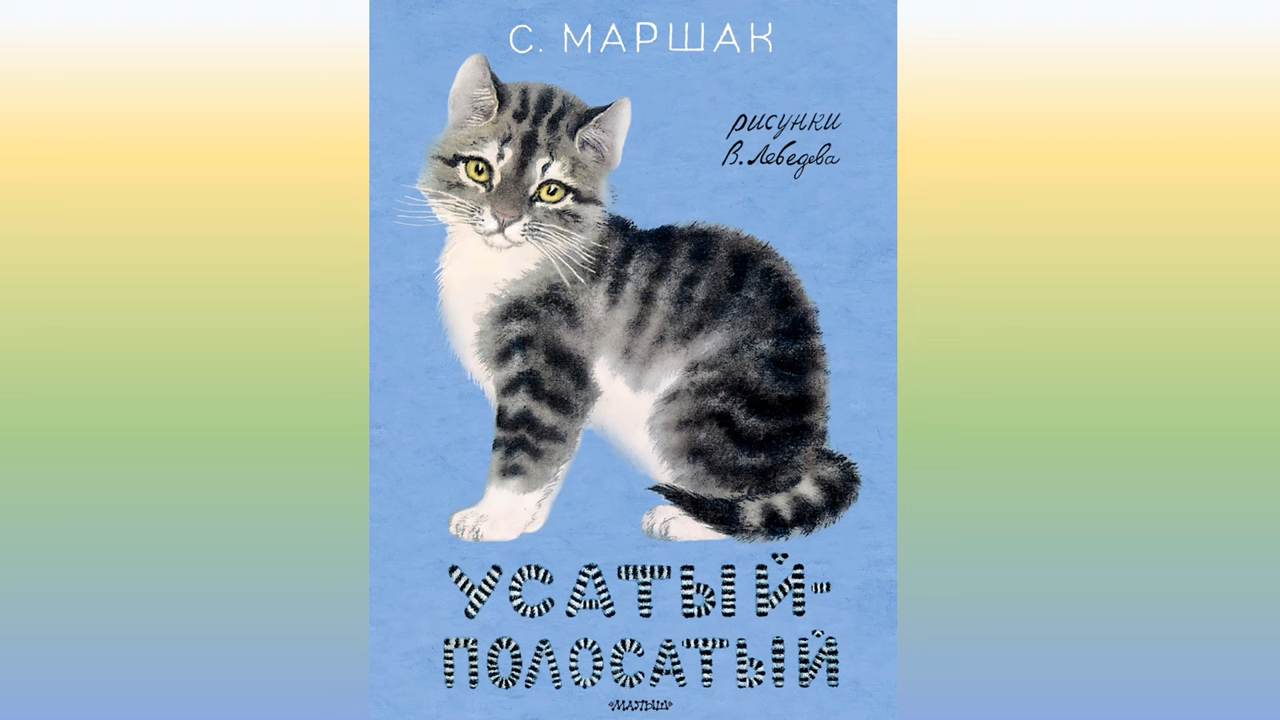 С. МАРШАК
рисунки
В. Лебедева
УСАТЫЙ-
ПОЛОСАТЫЙ
«МАЛЫШ»